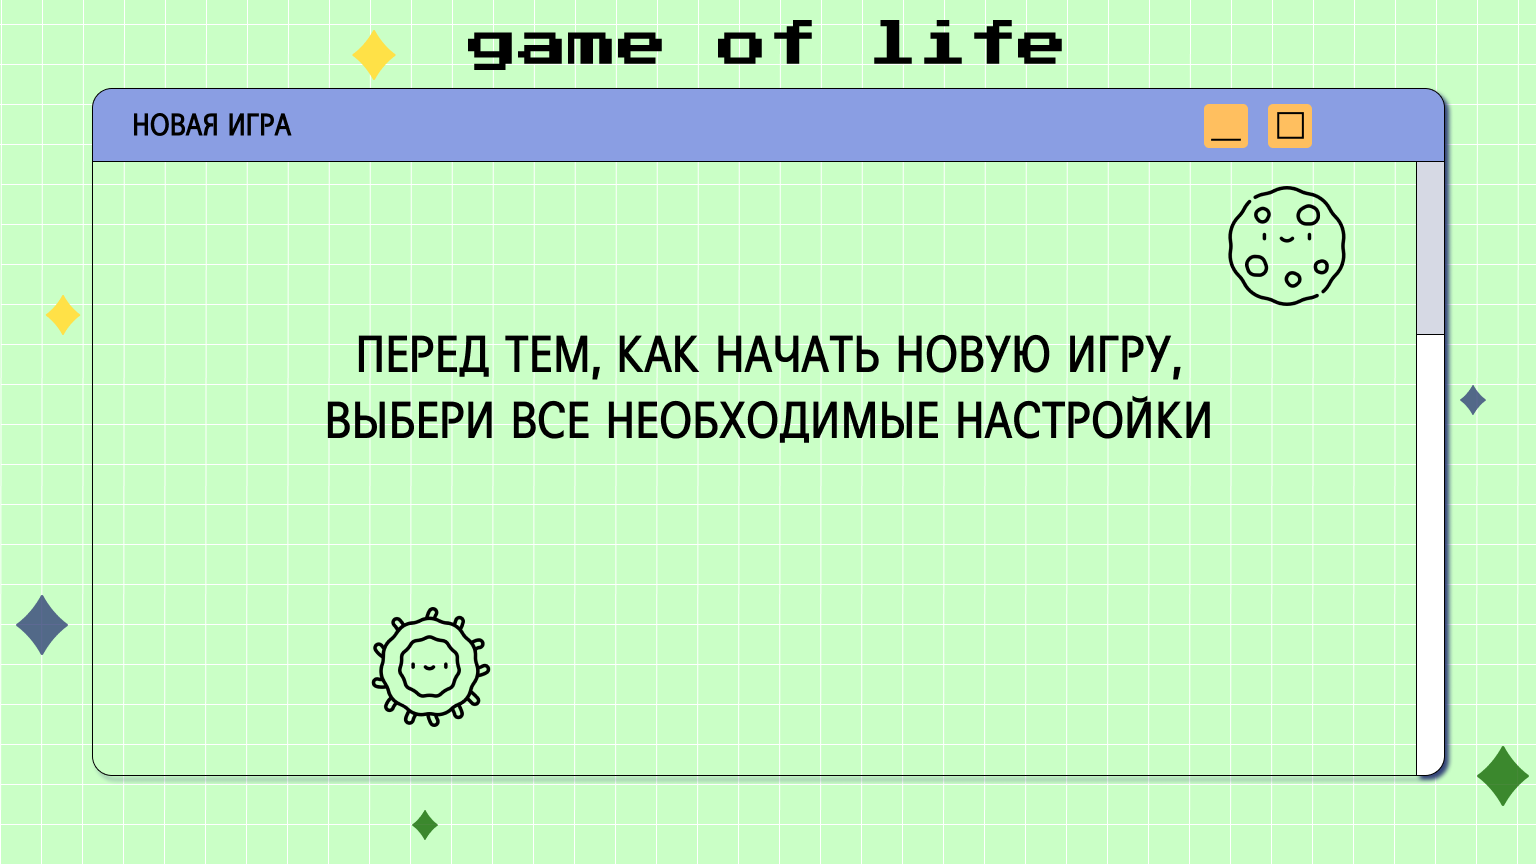 game of life
НОВАЯ ИГРА
ПЕРЕД ТЕМ, КАК НАЧАТЬ НОВУЮ ИГРУ,
ВЫБЕРИ ВСЕ НЕОБХОДИМЫЕ НАСТРОЙКИ